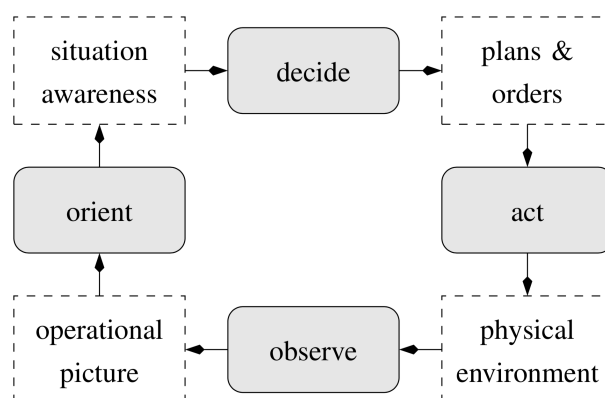 situation
awareness
decide
plans &
orders
orient
act
operational
picture
observe
physical
environment